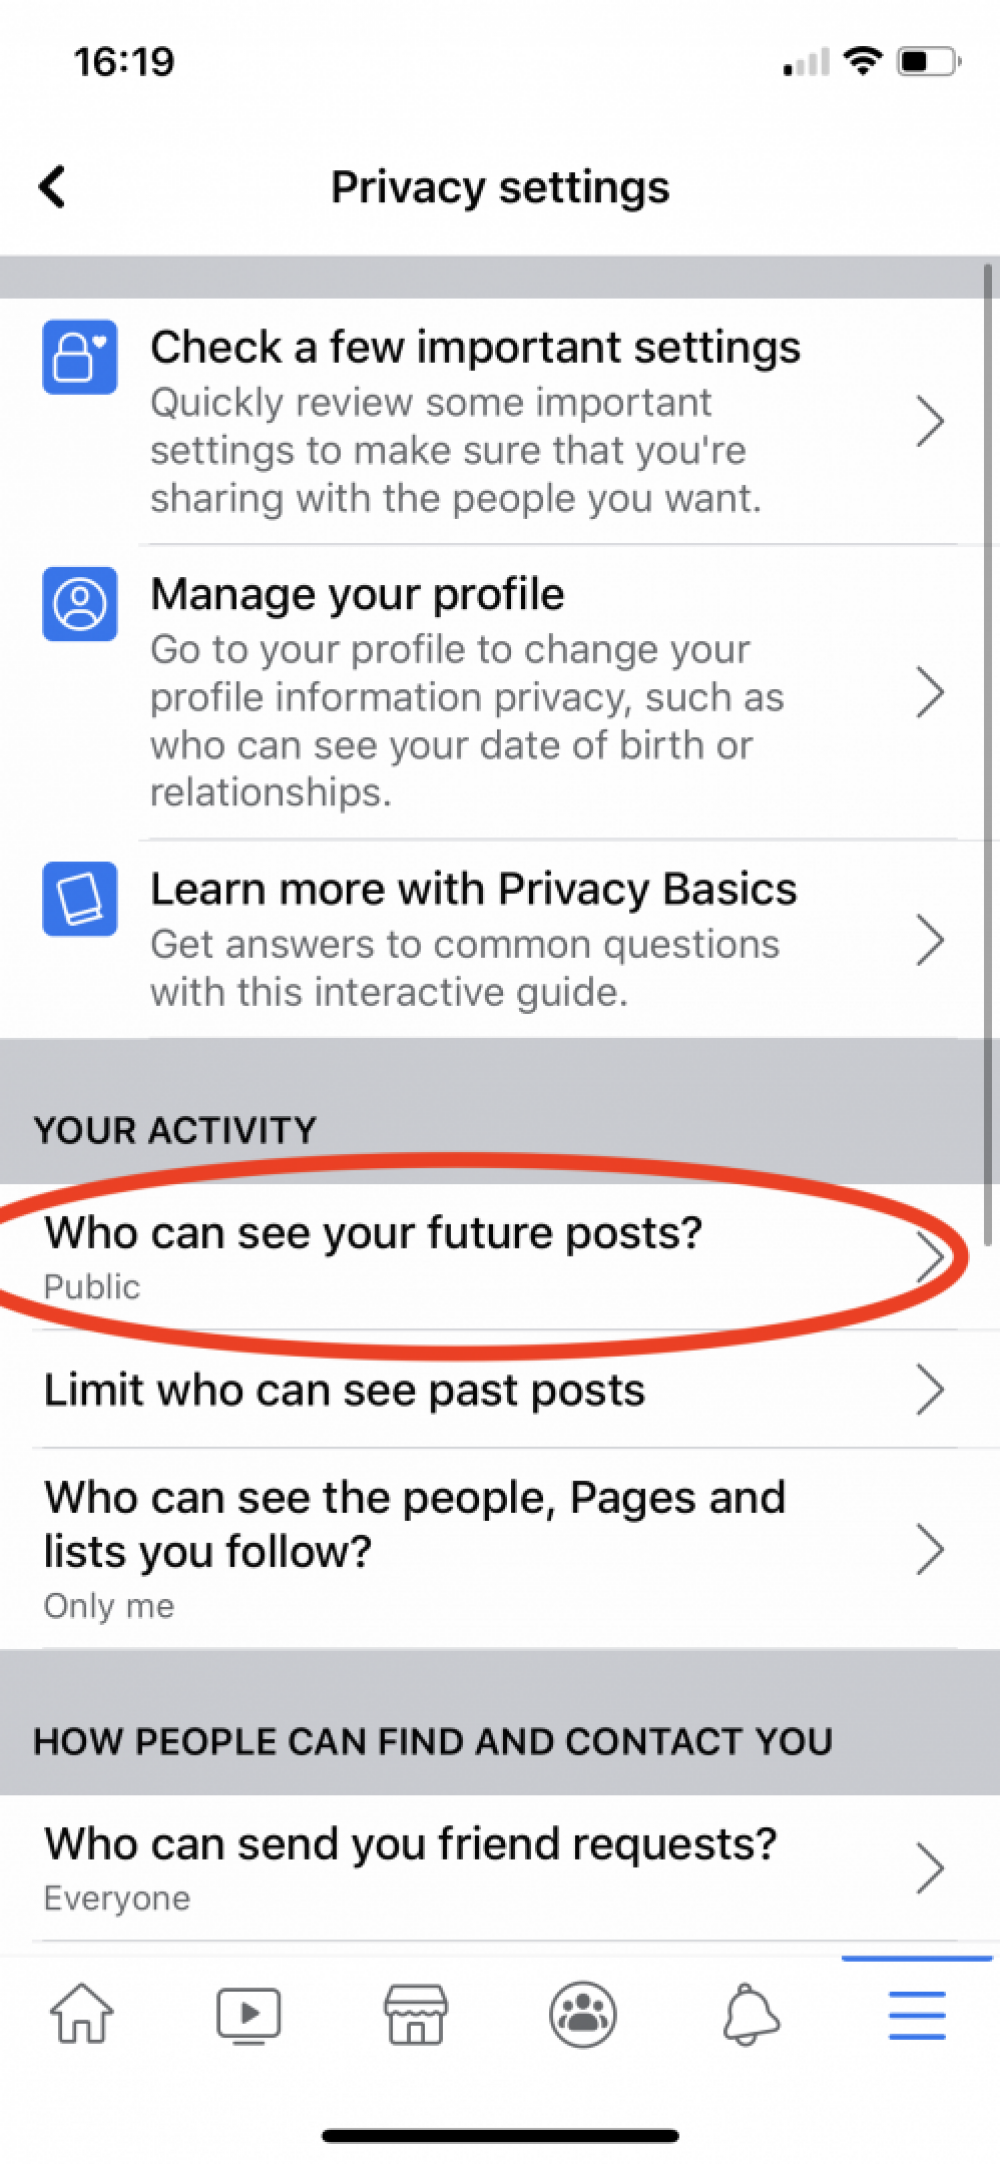 16:19
Privacy settings
Check a few important settings
Quickly review some important
settings to make sure that you're
sharing with the people you want.
Manage your profile
Go to your profile to change your
profile information privacy, such as
who can see your date of birth or
relationships.
Learn more with Privacy Basics
Get answers to common questions
with this interactive guide.
YOUR ACTIVITY
Who can see your future posts?
Public
Limit who can see past posts
Who can see the people, Pages and
lists you follow?
Only me
HOW PEOPLE CAN FIND AND CONTACT YOU
Who can send you friend requests?
Everyone